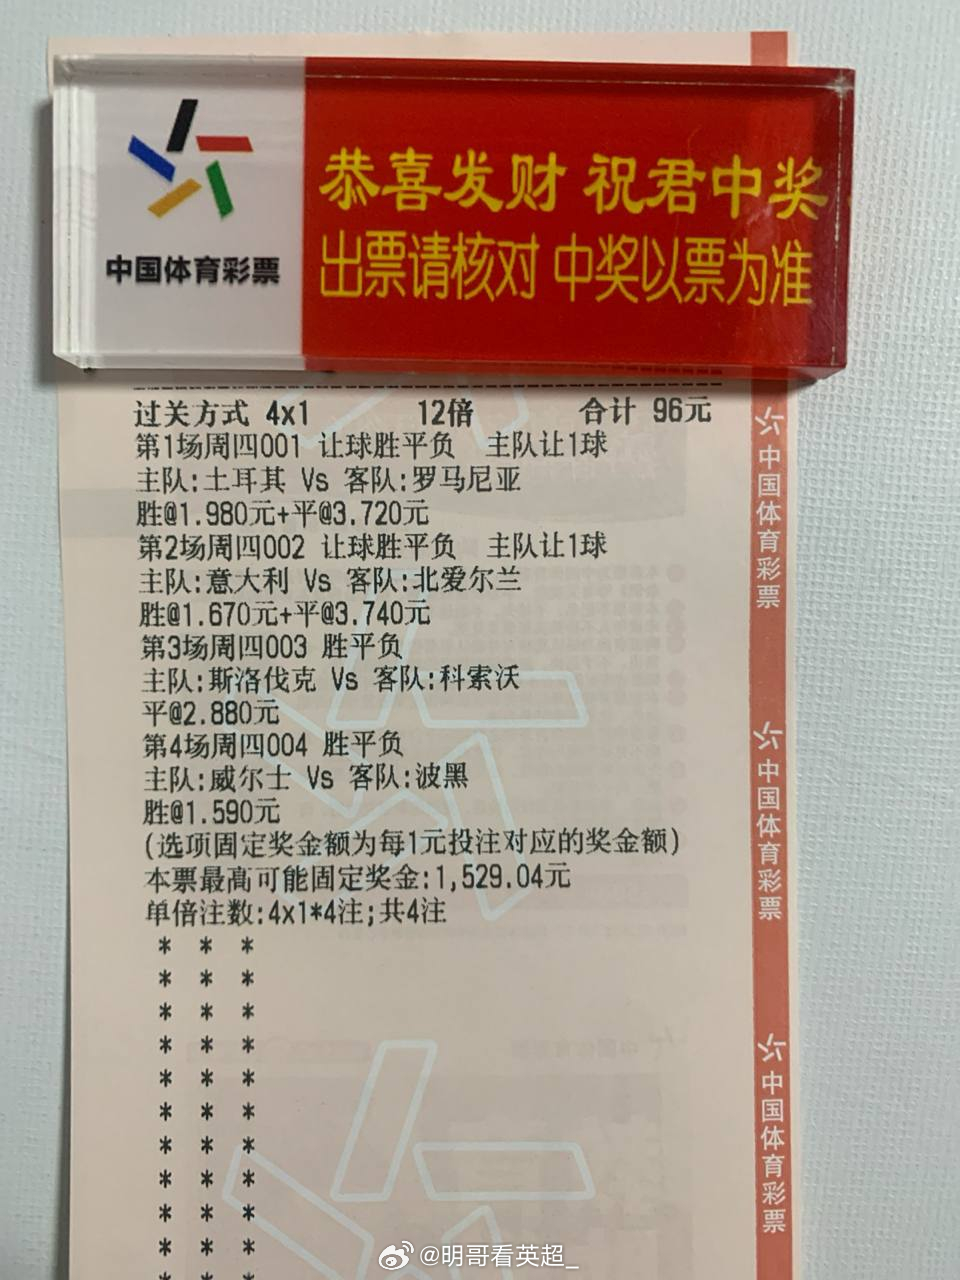 恭喜发财 祝君中奖
出票请核对 中奖以票为准
中国体育彩票
过关方式 4x1 12倍 合计 96元
第1场周四001 让球胜平负 主队让1球
主队:土耳其 Vs 客队:罗马尼亚
胜@1.980元+平@3.720元
第2场周四002 让球胜平负 主队让1球
主队:意大利 Vs 客队:北爱尔兰
胜@1.670元+平@3.740元
第3场周四003 胜平负
主队:斯洛伐克 Vs 客队:科索沃
平@2.880元
第4场周四004 胜平负
主队:威尔士 Vs 客队:波黑
胜@1.590元
(选项固定奖金额为每1元投注对应的奖金额)
本票最高可能固定奖金:1,529.04元
单倍注数:4x1*4注;共4注
* * *
* * *
* * *
* * *
* * *
* * *
* * *
* * *
* * *
* * *
* * *
中国体育彩票
中国体育彩票
中国体育彩票
@明哥看英超_